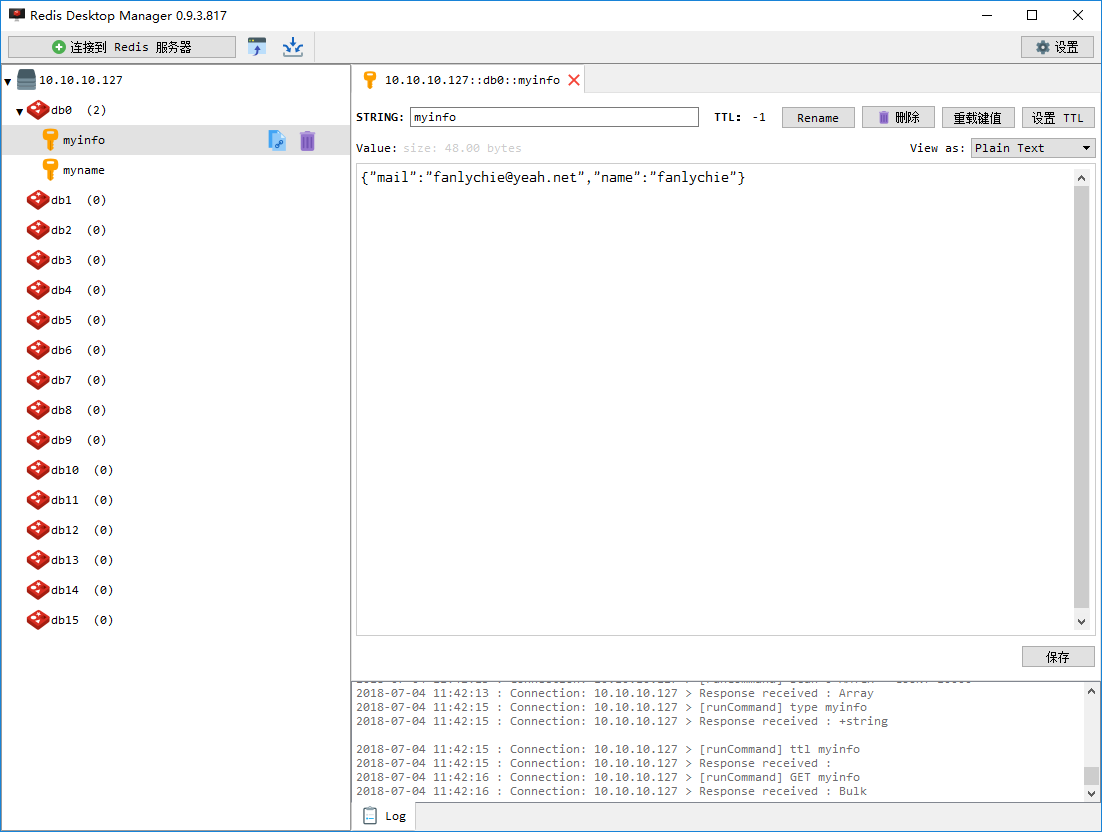 Redis Desktop Manager 0.9.3.817
连接到 Redis 服务器
设置
10.10.10.127
db0 (2)
myinfo
myname
db1 (0)
db2 (0)
db3 (0)
db4 (0)
db5 (0)
db6 (0)
db7 (0)
db8 (0)
db9 (0)
db10 (0)
db11 (0)
db12 (0)
db13 (0)
db14 (0)
db15 (0)
10.10.10.127::db0::myinfo
STRING: myinfo TTL: -1 Rename 删除 重载键值 设置 TTL
Value: size: 48.00 bytes View as: Plain Text
{"mail":"fanlychie@yeah.net","name":"fanlychie"}
保存
2018-07-04 11:42:13 : Connection: 10.10.10.127 > Response received : Array
2018-07-04 11:42:15 : Connection: 10.10.10.127 > [runCommand] type myinfo
2018-07-04 11:42:15 : Connection: 10.10.10.127 > Response received : +string
2018-07-04 11:42:15 : Connection: 10.10.10.127 > [runCommand] ttl myinfo
2018-07-04 11:42:15 : Connection: 10.10.10.127 > Response received :
2018-07-04 11:42:16 : Connection: 10.10.10.127 > [runCommand] GET myinfo
2018-07-04 11:42:16 : Connection: 10.10.10.127 > Response received : Bulk
Log